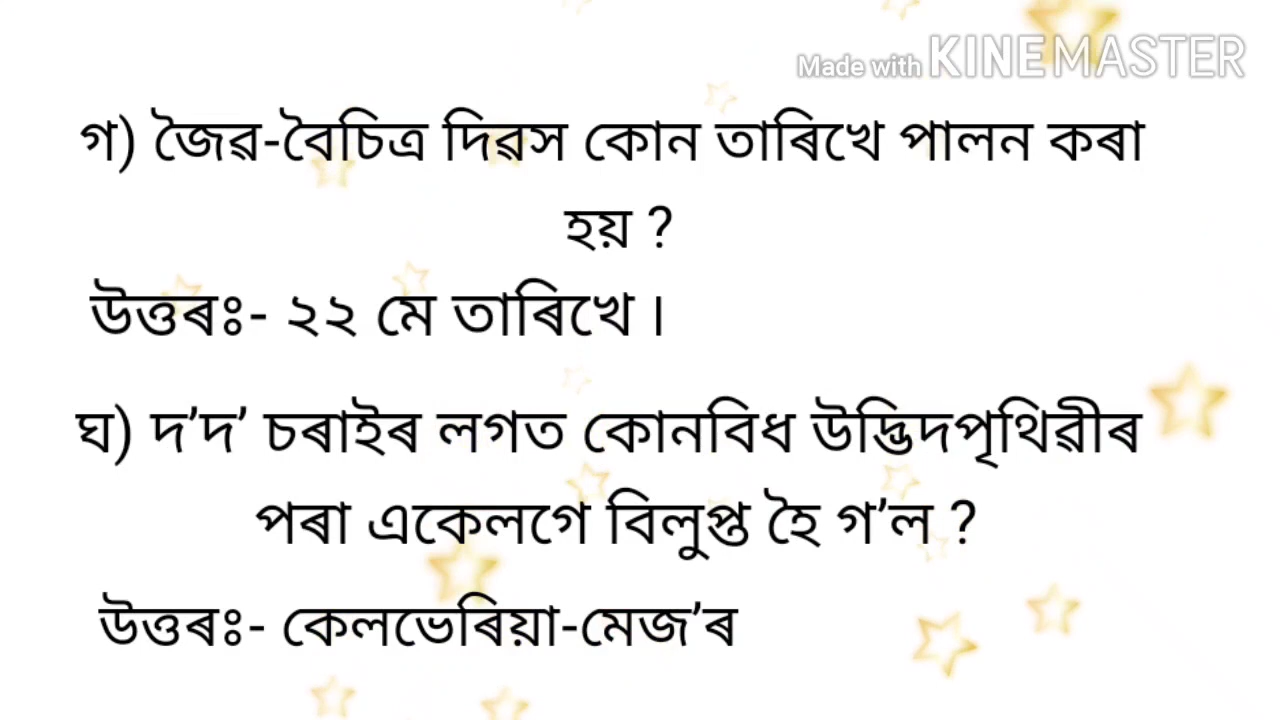 Made with KINEMASTER
গ) জৈৱ-বৈচিত্ৰ দিৱস কোন তাৰিখে পালন কৰা
হয় ?
উত্তৰঃ- ২২ মে তাৰিখে ।
ঘ) দ’দ’ চৰাইৰ লগত কোনবিধ উদ্ভিদপৃথিৱীৰ
পৰা একেলগে বিলুপ্ত হৈ গ’ল ?
উত্তৰঃ- কেলভেৰিয়া-মেজ’ৰ